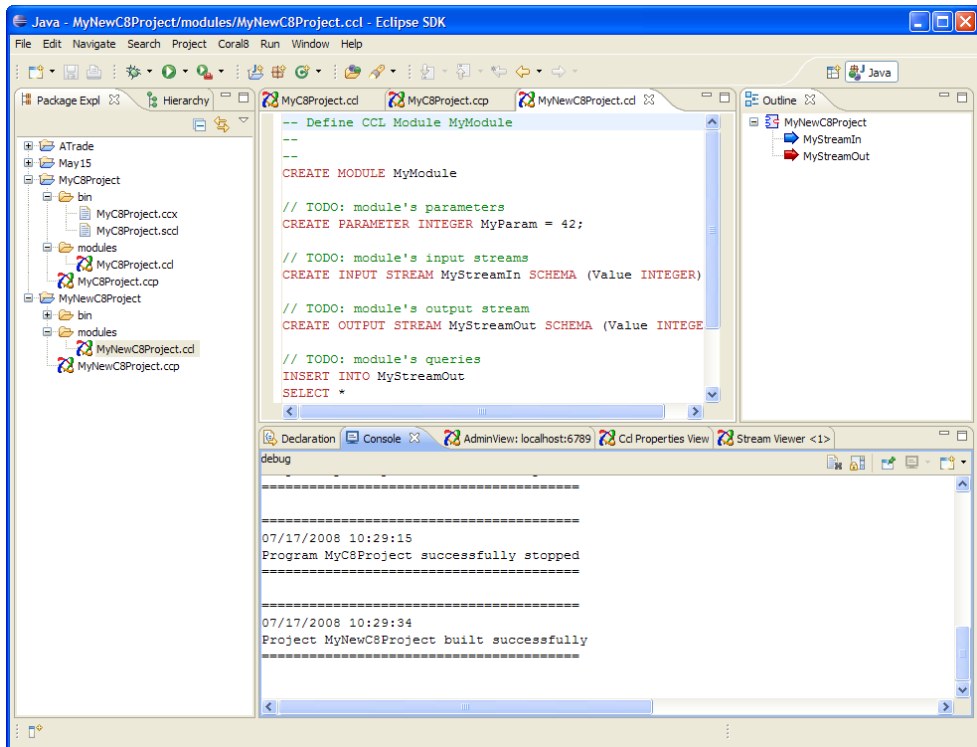 Java - MyNewC8Project/modules/MyNewC8Project.ccl - Eclipse SDK
File Edit Navigate Search Project Coral8 Run Window Help
Java
Package Expl
Hierarchy
ATrade
May15
MyC8Project
bin
MyC8Project.ccx
MyC8Project.sccl
modules
MyC8Project.ccl
MyC8Project.ccp
MyNewC8Project
bin
modules
MyNewC8Project.ccl
MyNewC8Project.ccp
MyC8Project.ccl MyC8Project.ccp MyNewC8Project.ccl
-- Define CCL Module MyModule
--
--
CREATE MODULE MyModule
// TODO: module's parameters
CREATE PARAMETER INTEGER MyParam = 42;
// TODO: module's input streams
CREATE INPUT STREAM MyStreamIn SCHEMA (Value INTEGER)
// TODO: module's output stream
CREATE OUTPUT STREAM MyStreamOut SCHEMA (Value INTEGE
// TODO: module's queries
INSERT INTO MyStreamOut
SELECT *
Outline
MyNewC8Project
MyStreamIn
MyStreamOut
Declaration Console AdminView: localhost:6789 Ccl Properties View Stream Viewer <1>
debug
=========================================
=========================================
07/17/2008 10:29:15
Program MyC8Project successfully stopped
=========================================
=========================================
07/17/2008 10:29:34
Project MyNewC8Project built successfully
=========================================